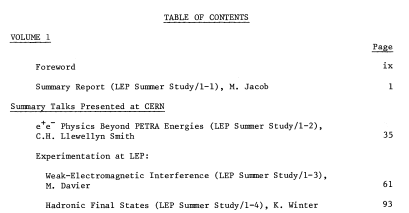 TABLE OF CONTENTS
VOLUME 1
Page
Foreword ix
Summary Report (LEP Summer Study/1-1), M. Jacob 1
Summary Talks Presented at CERN
e+e- Physics Beyond PETRA Energies (LEP Summer Study/1-2),
C.H. Llewellyn Smith 35
Experimentation at LEP:
Weak-Electromagnetic Interference (LEP Summer Study/1-3),
M. Davier 61
Hadronic Final States (LEP Summer Study/1-4), K. Winter 93